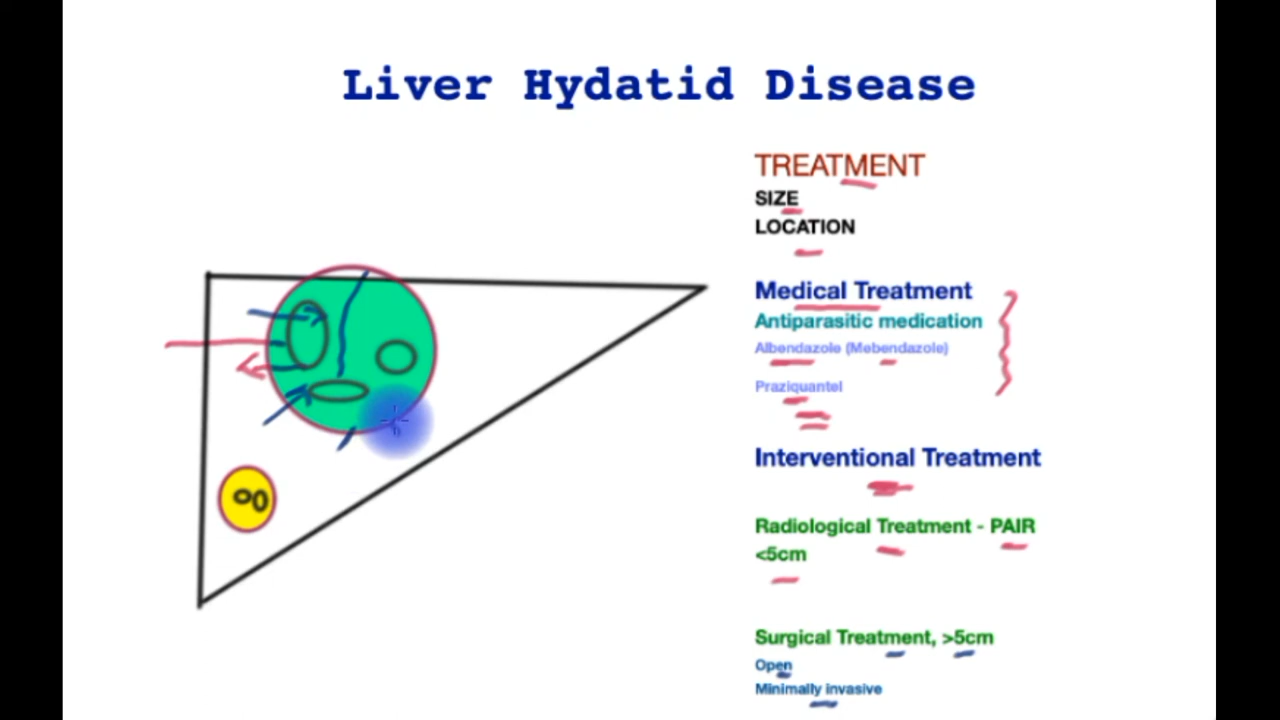 Liver Hydatid Disease
TREATMENT
SIZE
LOCATION
Medical Treatment
Antiparasitic medication
Albendazole (Mebendazole)
Praziquantel
Interventional Treatment
Radiological Treatment - PAIR
<5cm
Surgical Treatment, >5cm
Open
Minimally invasive